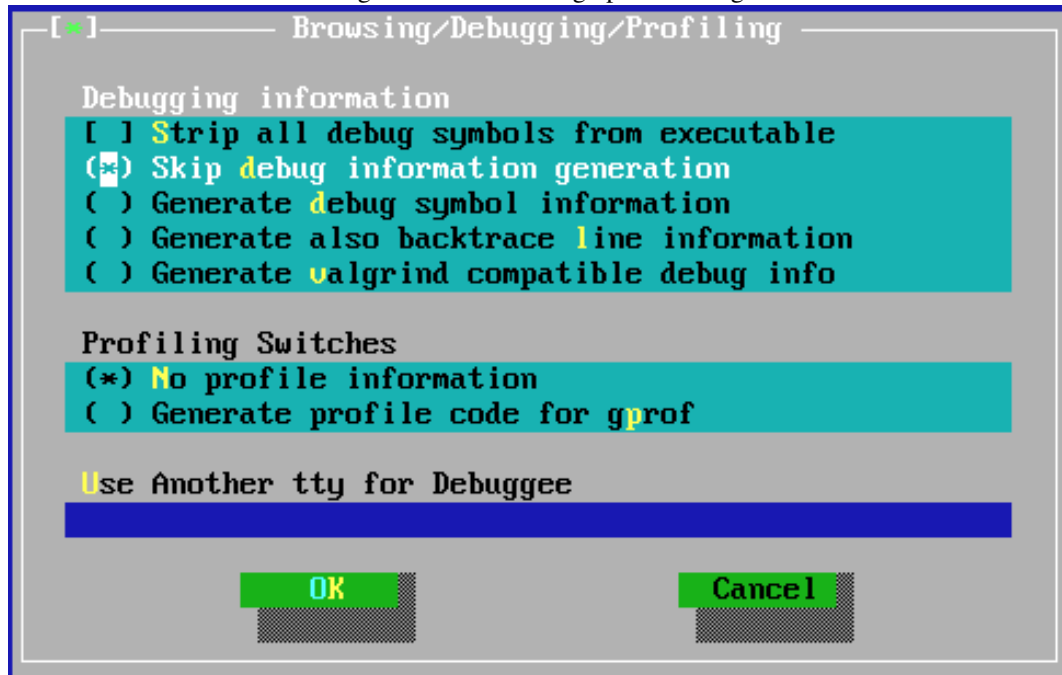 [*] Browsing/Debugging/Profiling
Debugging information
[ ] Strip all debug symbols from executable
(*) Skip debug information generation
( ) Generate debug symbol information
( ) Generate also backtrace line information
( ) Generate valgrind compatible debug info
Profiling Switches
(*) No profile information
( ) Generate profile code for gprof
Use Another tty for Debuggee
OK Cancel